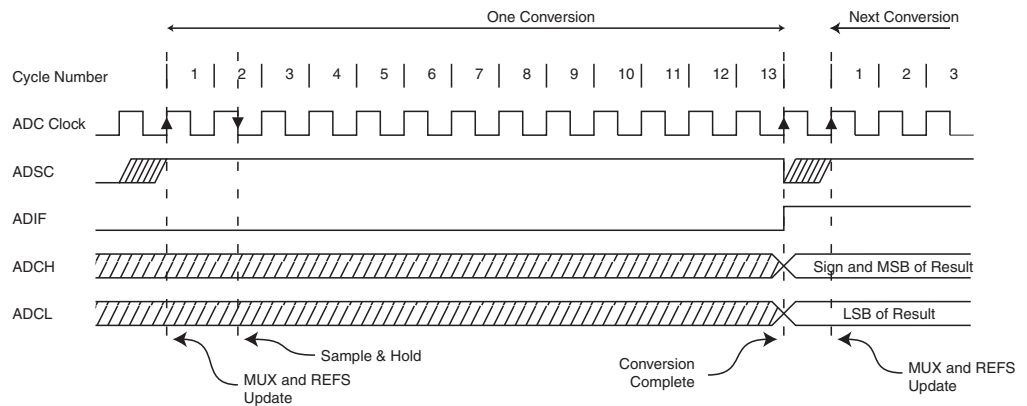 One Conversion Next Conversion
Cycle Number 1 2 3 4 5 6 7 8 9 10 11 12 13 1 2 3
ADC Clock
ADSC
ADIF
ADCH Sign and MSB of Result
ADCL LSB of Result
Sample & Hold
MUX and REFS
Update
Conversion
Complete
MUX and REFS
Update